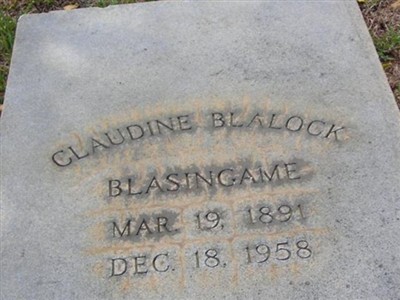 CLAUDINE BLALOCK
BLASINGAME
MAR. 19, 1891
DEC. 18, 1958